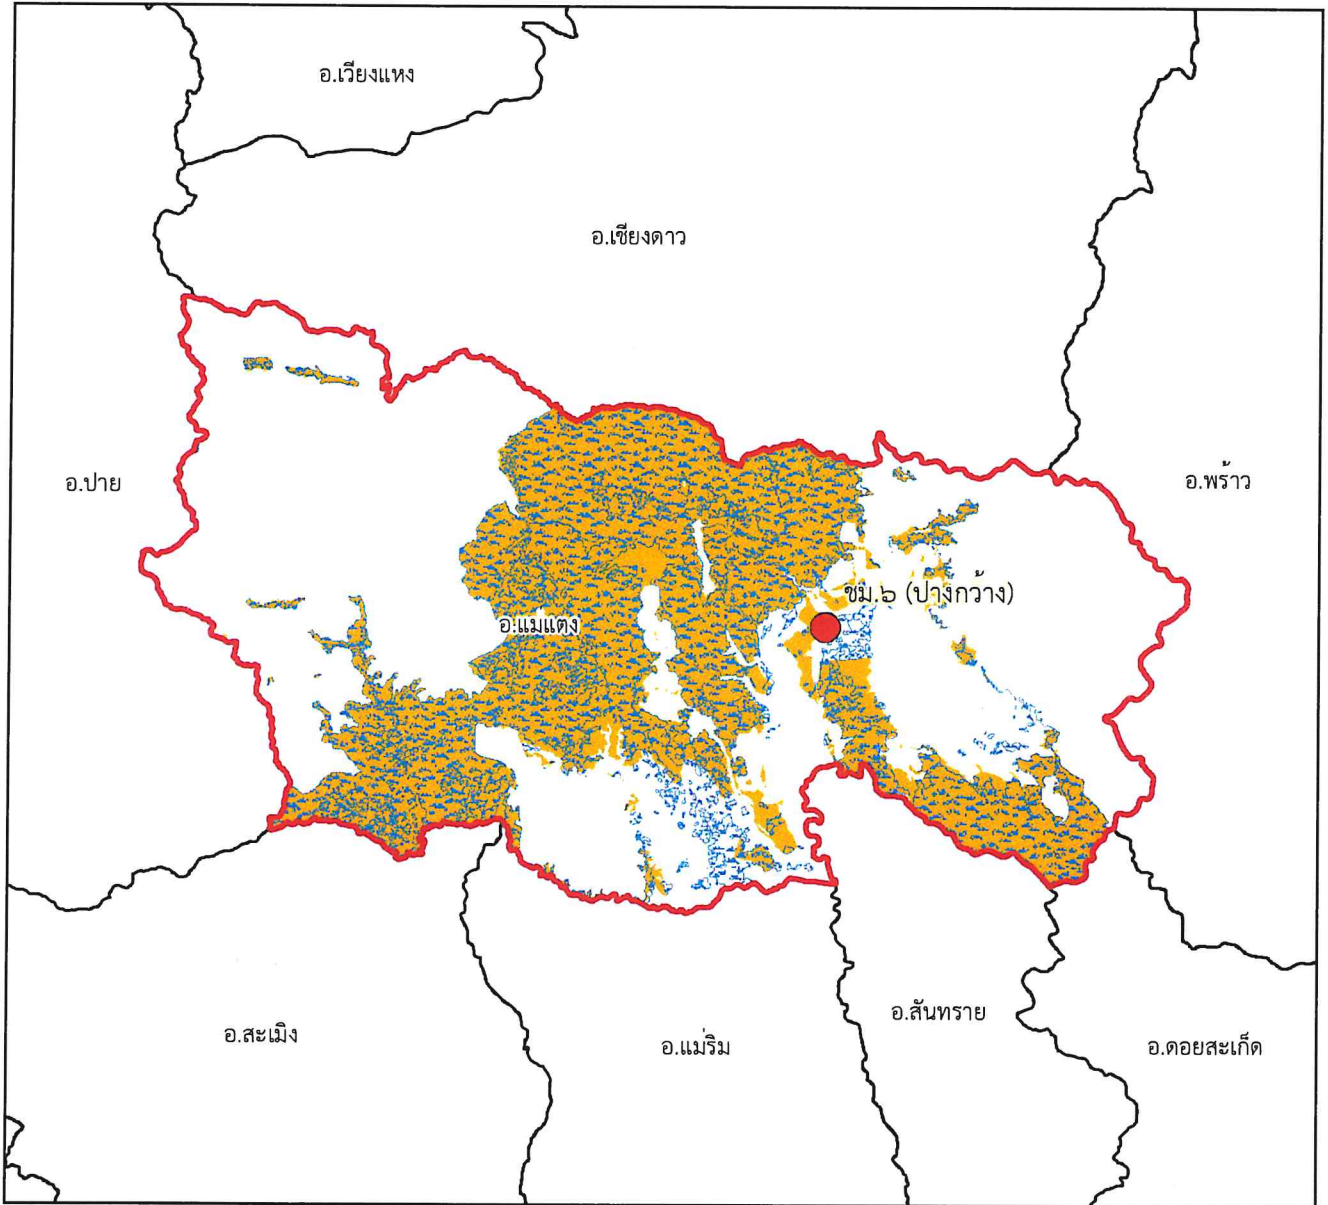 อ.เวียงแหง
อ.เชียงดาว
อ.ปาย
อ.พร้าว
ชม.๖ (ปางกว้าง)
อ.แม่แตง
อ.สะเมิง
อ.แม่ริม
อ.สันทราย
อ.ดอยสะเก็ด